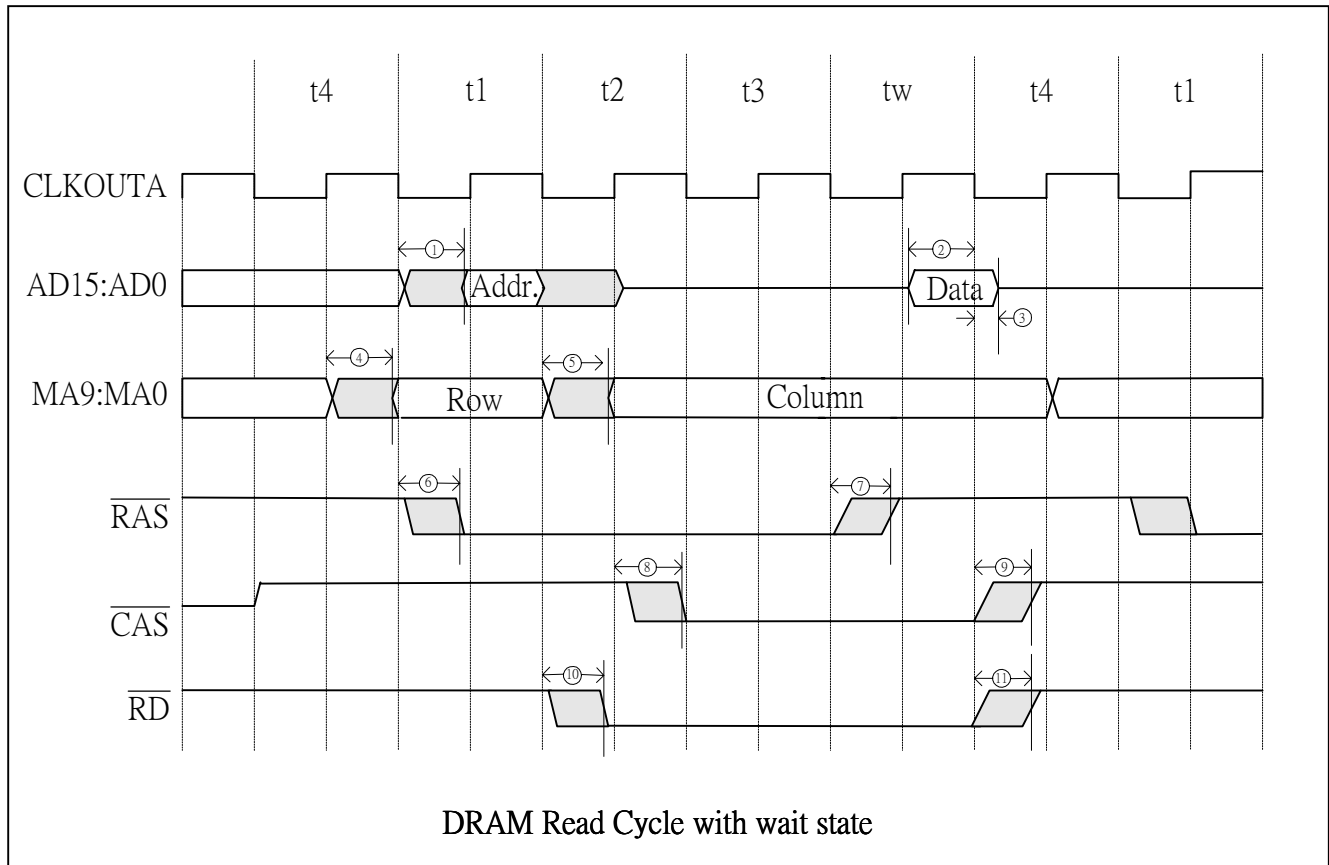 t4 t1 t2 t3 tw t4 t1
CLKOUTA
① ②
AD15:AD0 Addr. Data
③
④ ⑤
MA9:MA0 Row Column
⑥ ⑦
RAS
⑧ ⑨
CAS
⑩ ⑪
RD
DRAM Read Cycle with wait state